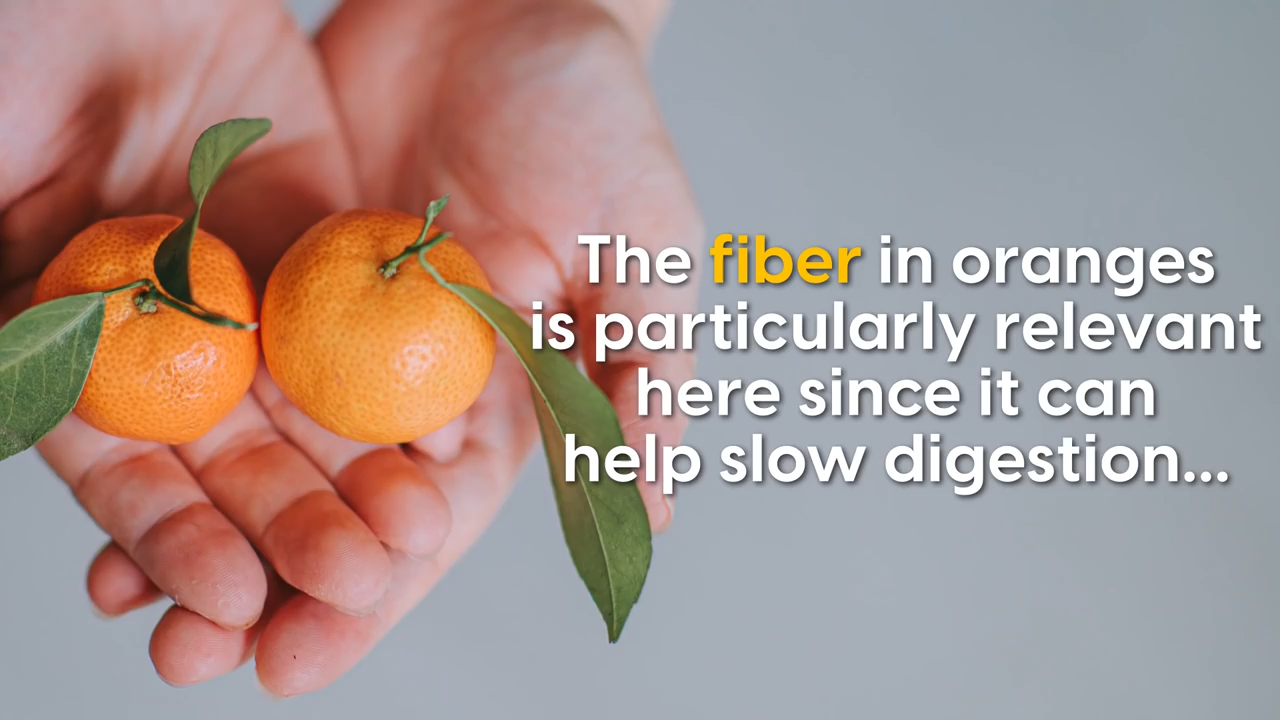 The fiber in oranges
is particularly relevant
here since it can
help slow digestion...